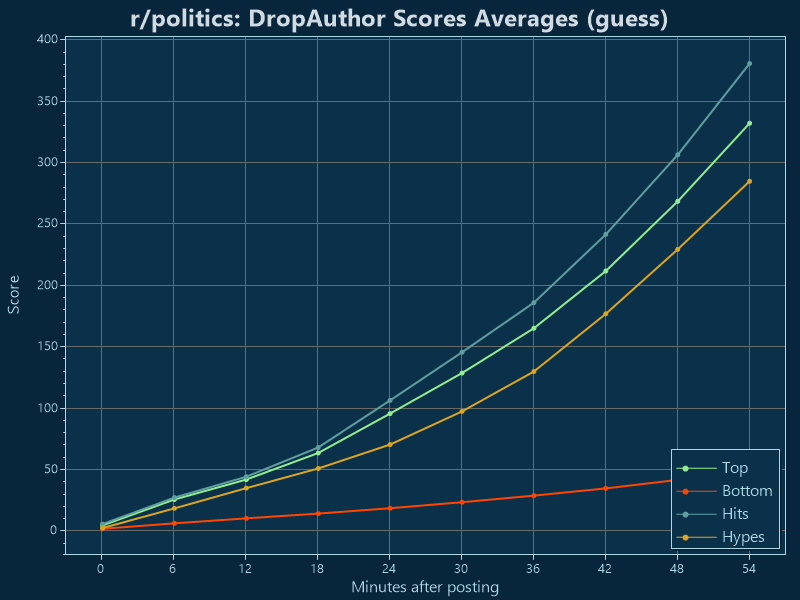 r/politics: DropAuthor Scores Averages (guess)
400
350
300
250
200
150
100
50
0
Score
0 6 12 18 24 30 36 42 48 54
Minutes after posting
Top
Bottom
Hits
Hypes